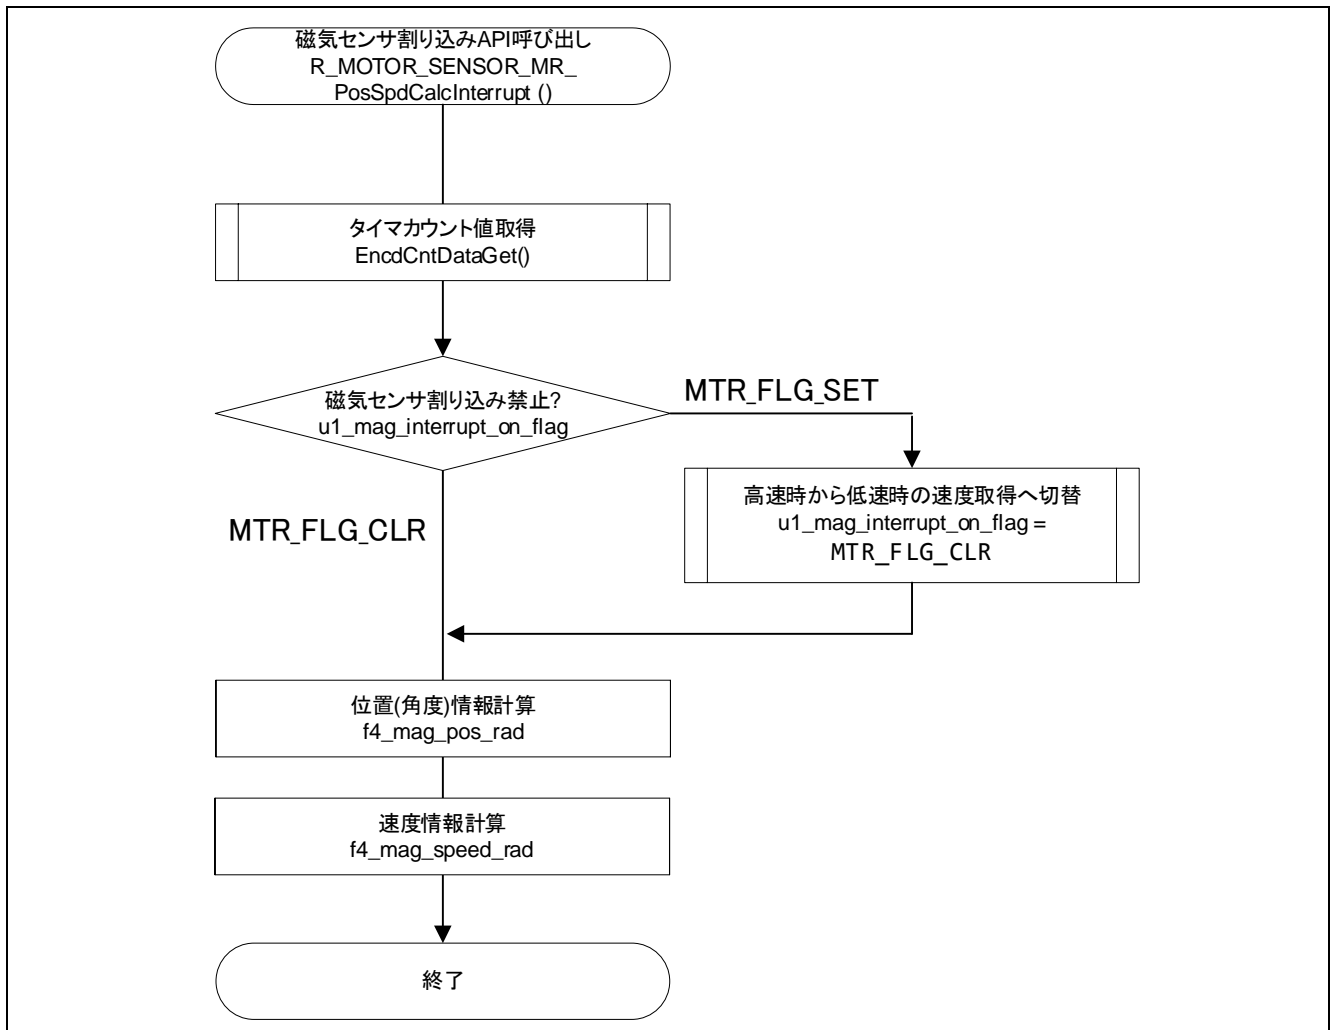 磁気センサ割り込みAPI呼び出し
R_MOTOR_SENSOR_MR_
PosSpdCalcInterrupt ()
タイマカウント値取得
EncdCntDataGet()
磁気センサ割り込み禁止?
u1_mag_interrupt_on_flag
MTR_FLG_SET
高速時から低速時の速度取得へ切替
u1_mag_interrupt_on_flag =
MTR_FLG_CLR
MTR_FLG_CLR
位置(角度)情報計算
f4_mag_pos_rad
速度情報計算
f4_mag_speed_rad
終了